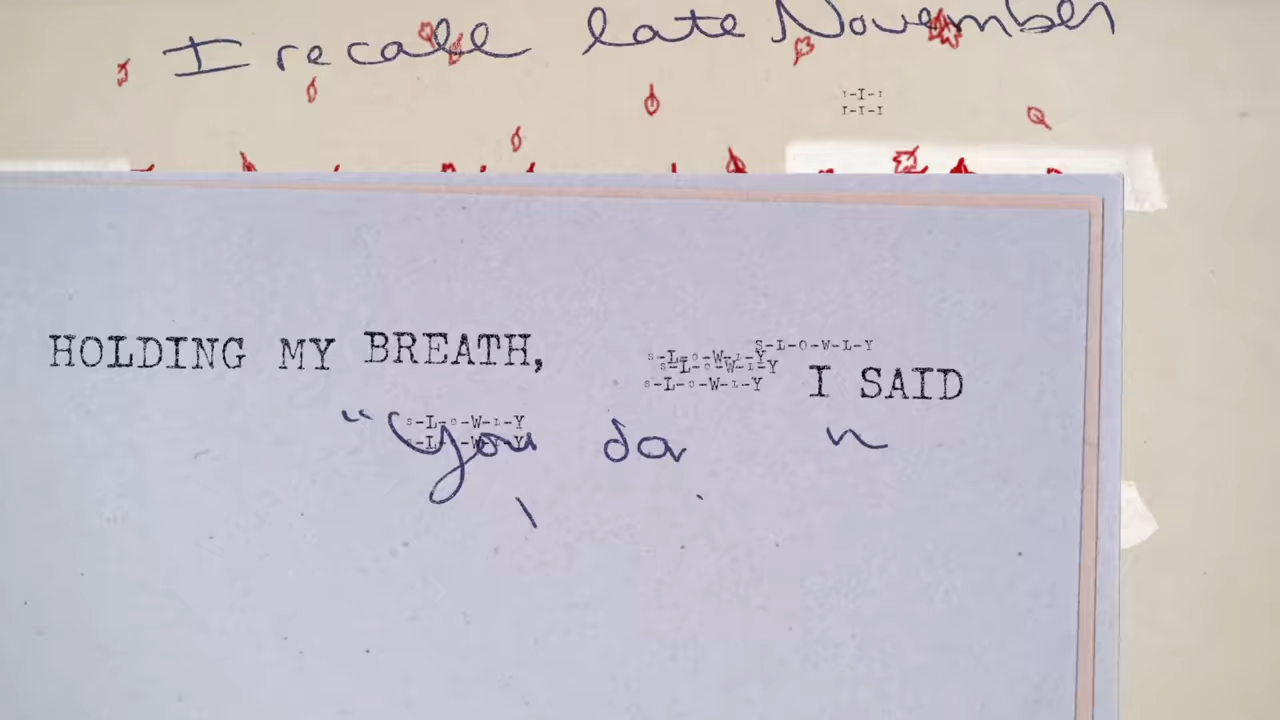 I recall late November
I-I-I
I-I-I
HOLDING MY BREATH,
S-L-O-W-L-Y
S-L-O-W-L-Y
S-L-O-W-L-Y
S-L-O-W-L-Y
I SAID
S-L-O-W-L-Y
S-L-O-W-L-Y
"You